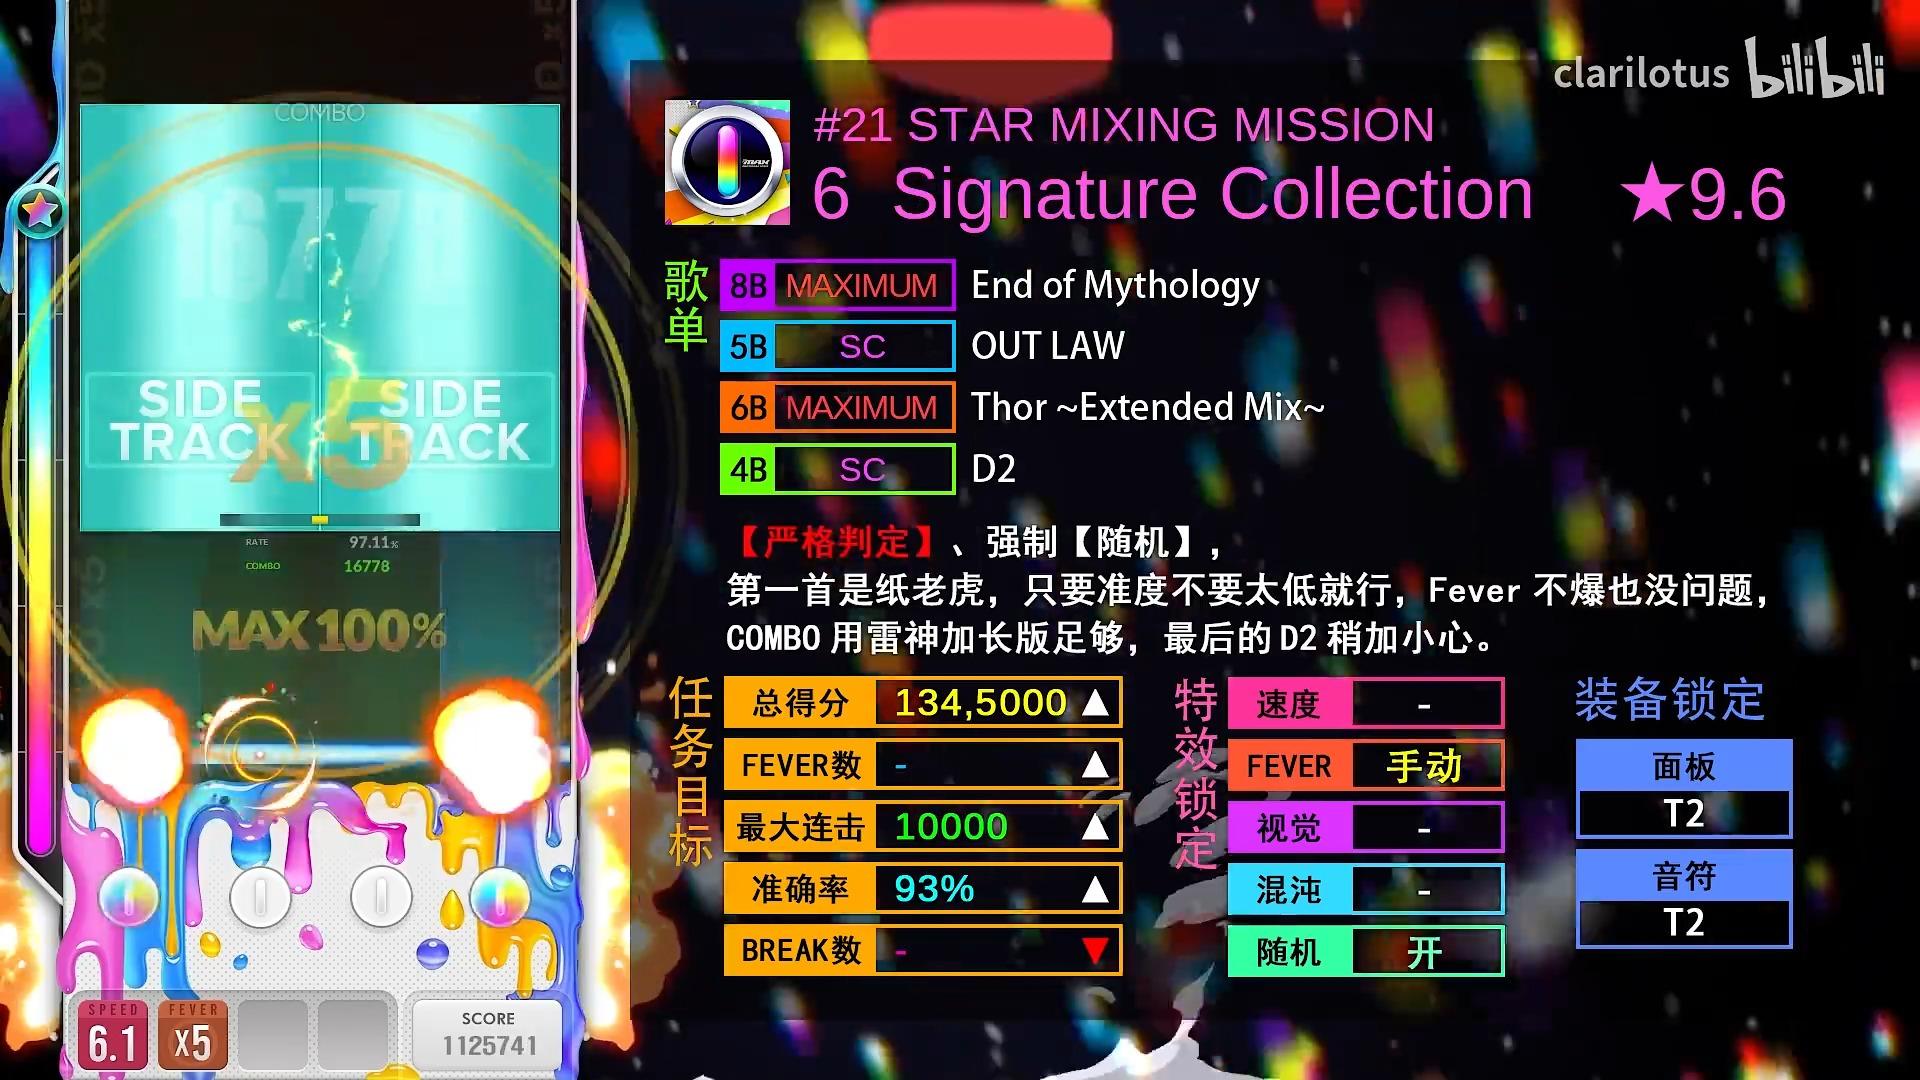 COMBO
16778
SIDE TRACK
SIDE TRACK
x5
RATE 97.11%
COMBO 16778
MAX 100%
SPEED
6.1
FEVER
x5
SCORE
1125741
clarilotus bilibili
#21 STAR MIXING MISSION
6 Signature Collection ★9.6
歌单
8B MAXIMUM End of Mythology
5B SC OUT LAW
6B MAXIMUM Thor ~Extended Mix~
4B SC D2
【严格判定】、强制【随机】，
第一首是纸老虎，只要准度不要太低就行，Fever 不爆也没问题，
COMBO 用雷神加长版足够，最后的 D2 稍加小心。
任务目标
总得分 134,5000 ▲
FEVER数 - ▲
最大连击 10000 ▲
准确率 93% ▲
BREAK数 - ▼
特效锁定
速度 -
FEVER 手动
视觉 -
混沌 -
随机 开
装备锁定
面板
T2
音符
T2